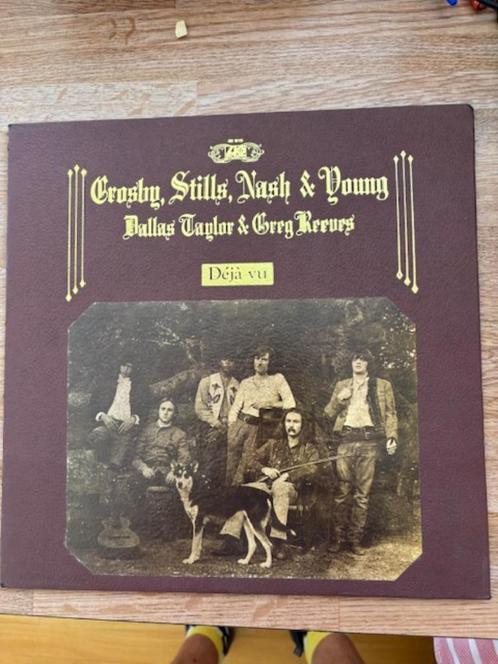 Crosby, Stills, Nash & Young
Dallas Taylor & Greg Reeves
Déjà vu